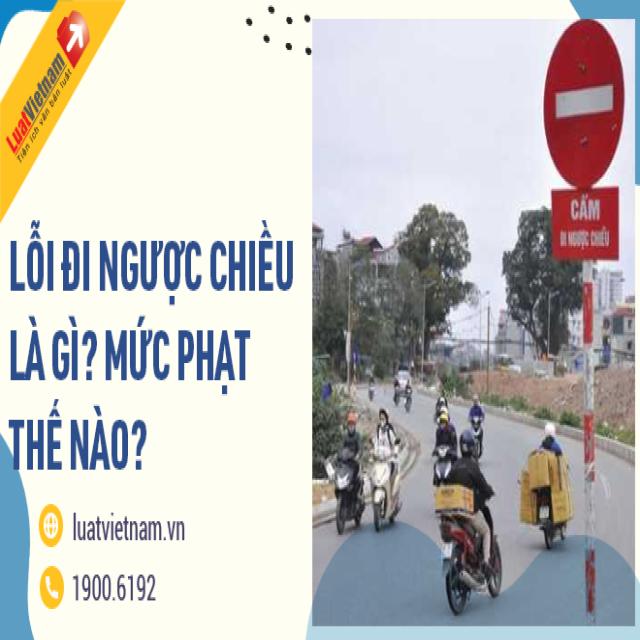 LuatVietnam
Tiện ích văn bản luật
LỖI ĐI NGƯỢC CHIỀU
LÀ GÌ? MỨC PHẠT
THẾ NÀO?
luatvietnam.vn
1900.6192
CẤM
ĐI NGƯỢC CHIỀU